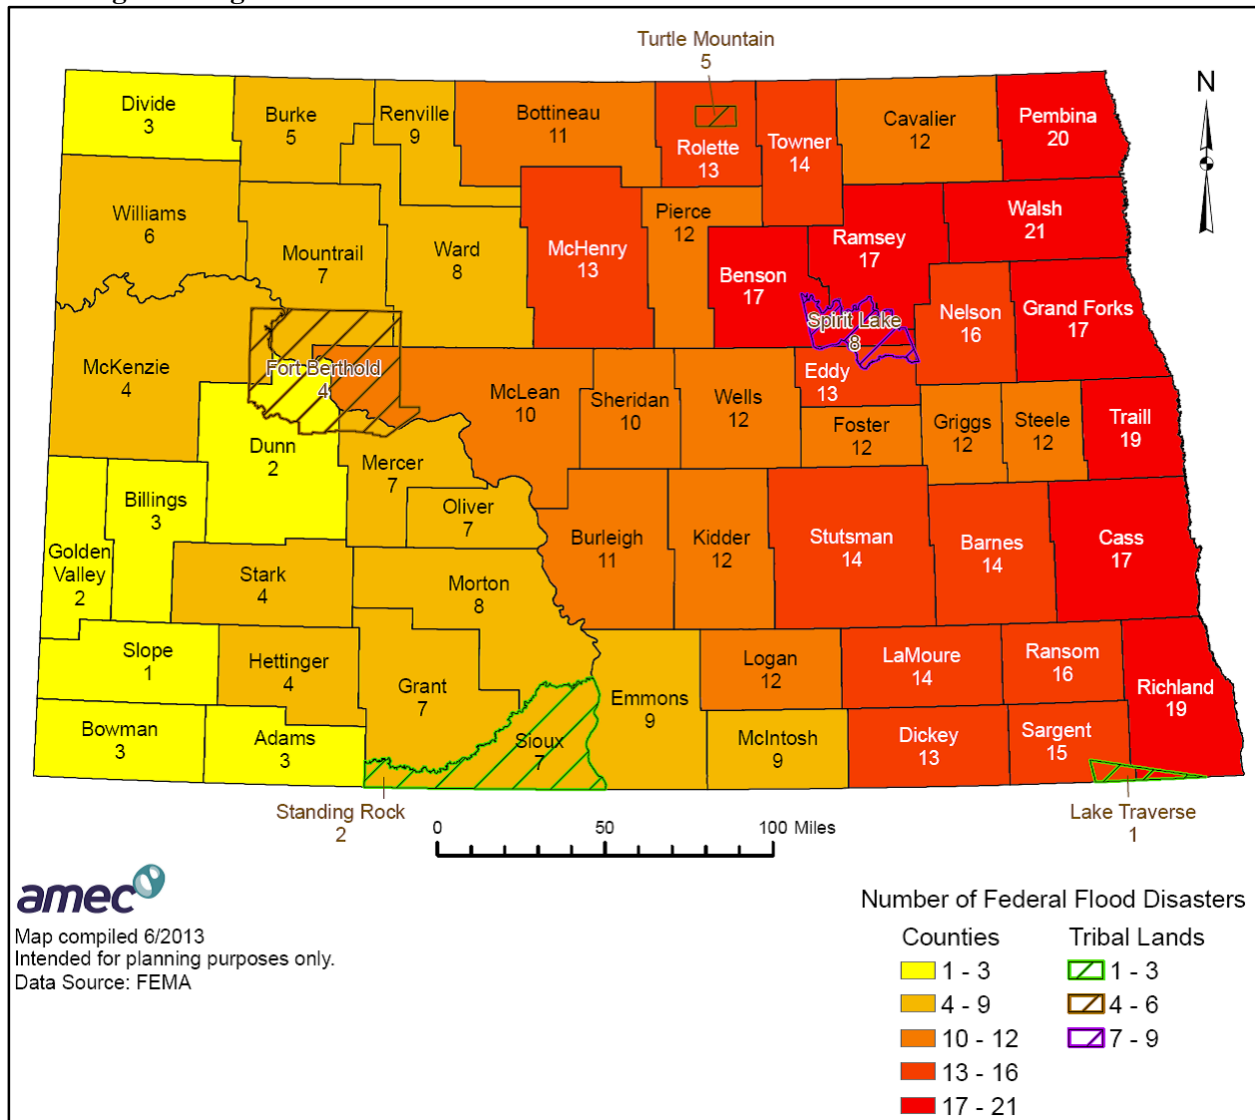 Turtle Mountain
5
Divide
3
Burke
5
Renville
9
Bottineau
11
Rolette
13
Towner
14
Cavalier
12
Pembina
20
Williams
6
Mountrail
7
Ward
8
McHenry
13
Pierce
12
Benson
17
Ramsey
17
Walsh
21
Nelson
16
Grand Forks
17
Spirit Lake
8
McKenzie
4
Fort Berthold
4
McLean
10
Sheridan
10
Wells
12
Eddy
13
Foster
12
Griggs
12
Steele
12
Traill
19
Dunn
2
Mercer
7
Oliver
7
Billings
3
Golden
Valley
2
Stark
4
Morton
8
Burleigh
11
Kidder
12
Stutsman
14
Barnes
14
Cass
17
Slope
1
Hettinger
4
Grant
7
Emmons
9
Logan
12
LaMoure
14
Ransom
16
Richland
19
Bowman
3
Adams
3
Sioux
7
McIntosh
9
Dickey
13
Sargent
15
Standing Rock
2
Lake Traverse
1
N
0 50 100 Miles
amec
Map compiled 6/2013
Intended for planning purposes only.
Data Source: FEMA
Number of Federal Flood Disasters
Counties
1 - 3
4 - 9
10 - 12
13 - 16
17 - 21
Tribal Lands
1 - 3
4 - 6
7 - 9